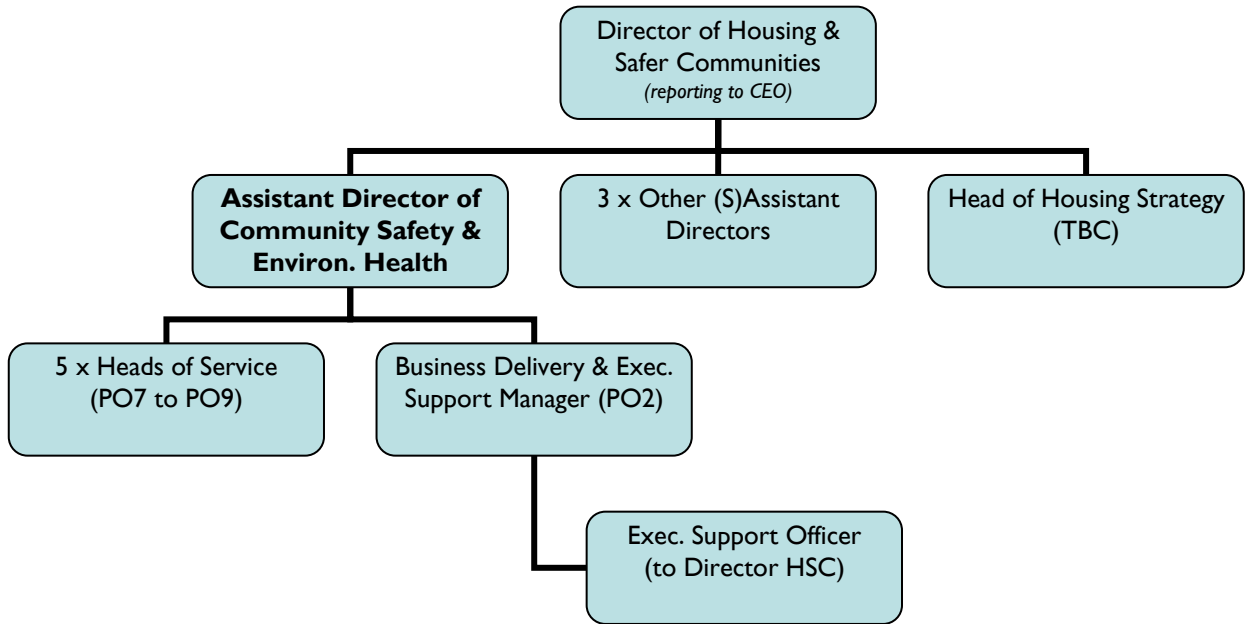 Director of Housing &
Safer Communities
(reporting to CEO)
Assistant Director of
Community Safety &
Environ. Health
3 x Other (S)Assistant
Directors
Head of Housing Strategy
(TBC)
5 x Heads of Service
(PO7 to PO9)
Business Delivery & Exec.
Support Manager (PO2)
Exec. Support Officer
(to Director HSC)